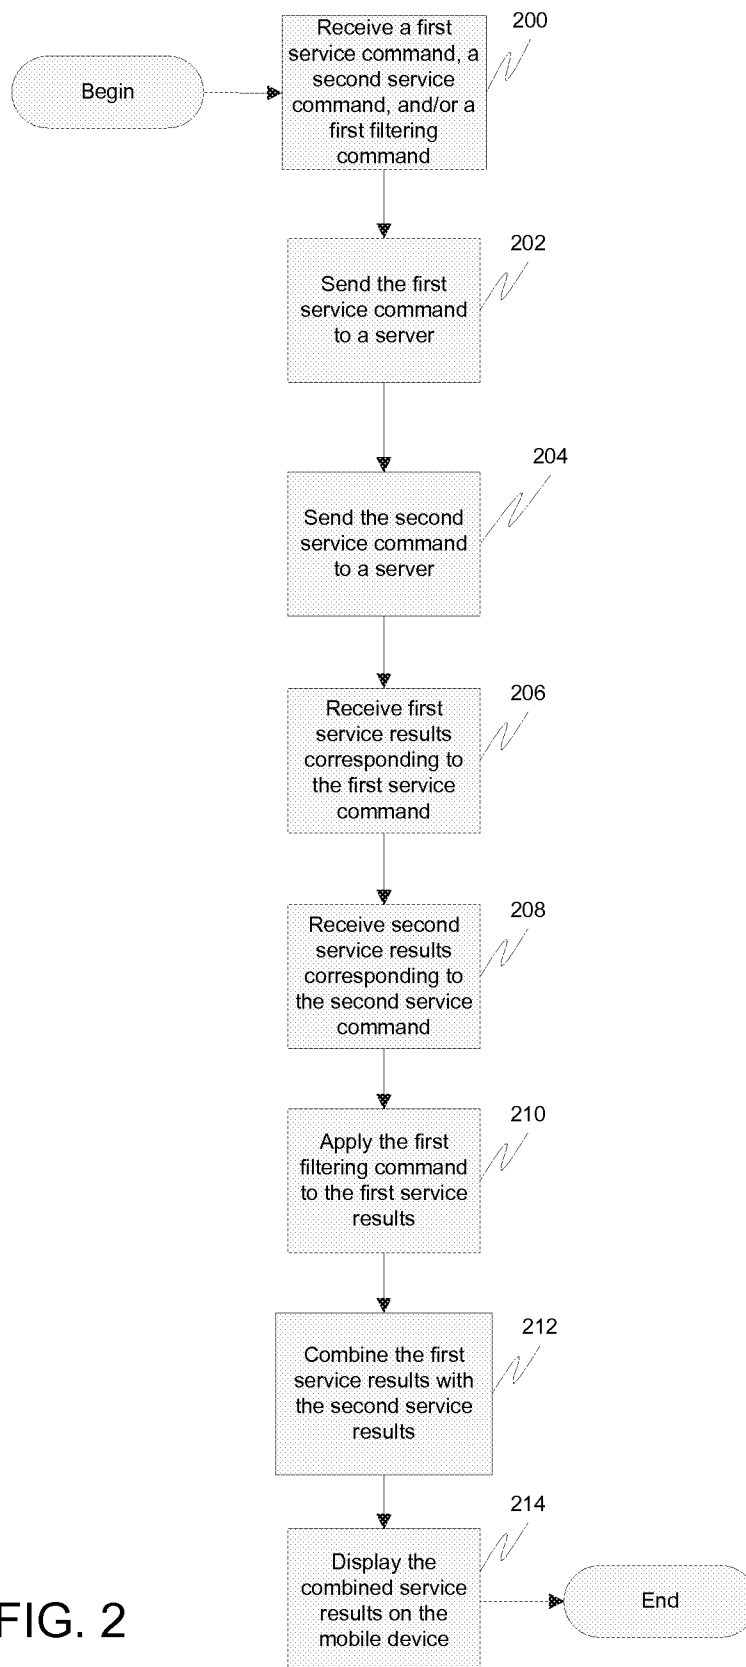 Begin
Receive a first
service command, a
second service
command, and/or a
first filtering
command
200
Send the first
service command
to a server
202
Send the second
service command
to a server
204
Receive first
service results
corresponding to
the first service
command
206
Receive second
service results
corresponding to
the second service
command
208
Apply the first
filtering command
to the first service
results
210
Combine the first
service results with
the second service
results
212
Display the
combined service
results on the
mobile device
214
End
FIG. 2